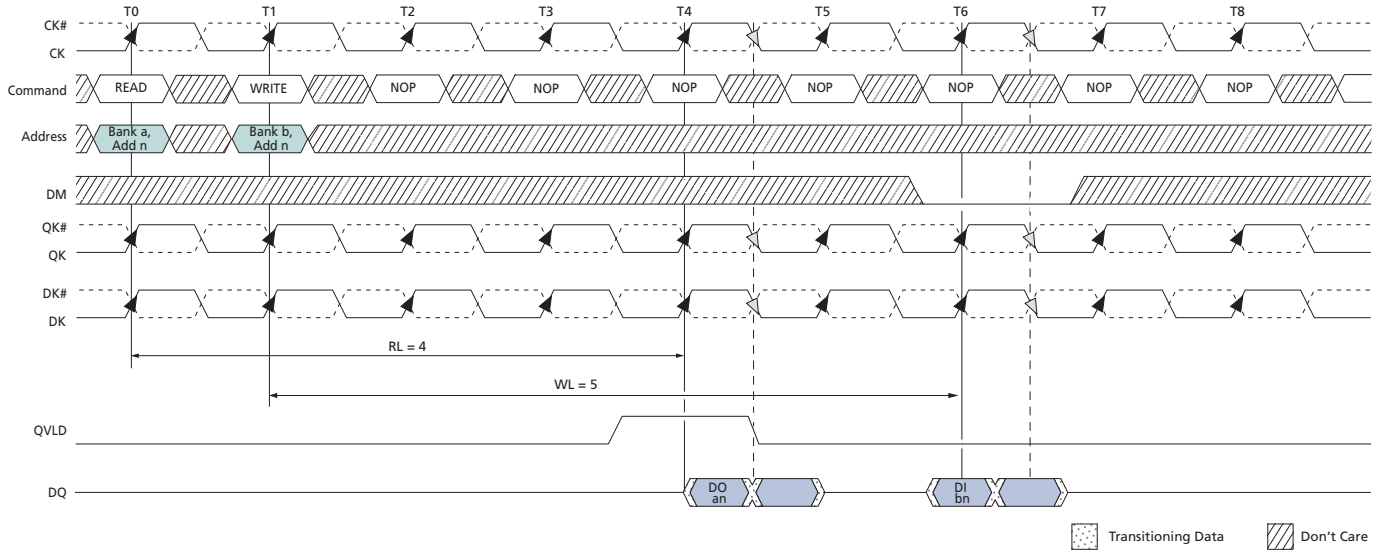 T0 T1 T2 T3 T4 T5 T6 T7 T8
CK#
CK
Command READ WRITE NOP NOP NOP NOP NOP NOP NOP
Address Bank a, Add n Bank b, Add n
DM
QK#
QK
DK#
DK
RL = 4
WL = 5
QVLD
DQ DO an DI bn
Transitioning Data Don't Care